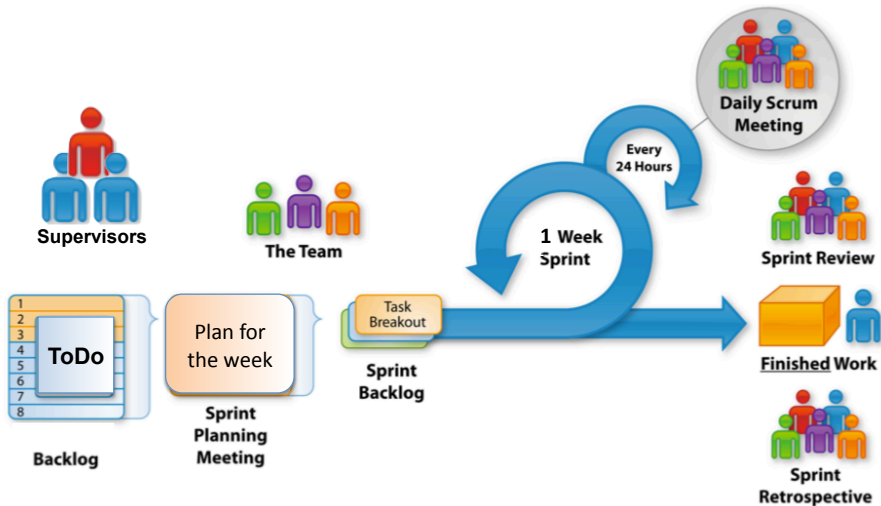 Supervisors
The Team
1
2
3
4
5
6
7
8
ToDo
Backlog
Plan for
the week
Sprint
Planning
Meeting
Task
Breakout
Sprint
Backlog
1 Week
Sprint
Every
24 Hours
Daily Scrum
Meeting
Sprint Review
Finished Work
Sprint
Retrospective